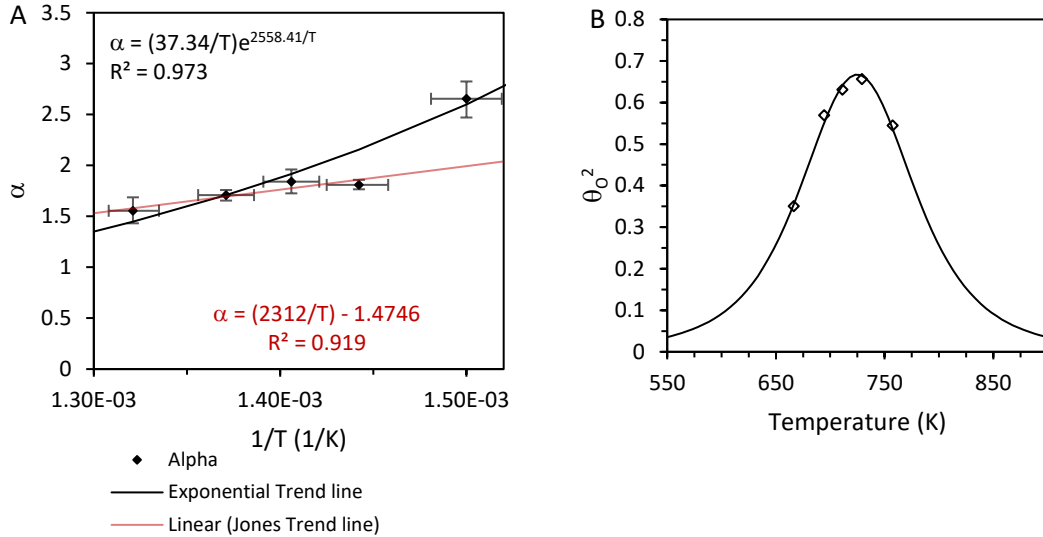 A
3.5
3
2.5
2
1.5
1
0.5
0
α
α = (37.34/T)e^2558.41/T
R² = 0.973
α = (2312/T) - 1.4746
R² = 0.919
1.30E-03 1.40E-03 1.50E-03
1/T (1/K)
Alpha
Exponential Trend line
Linear (Jones Trend line)
B
0.8
0.7
0.6
0.5
0.4
0.3
0.2
0.1
0
θO²
550 650 750 850
Temperature (K)